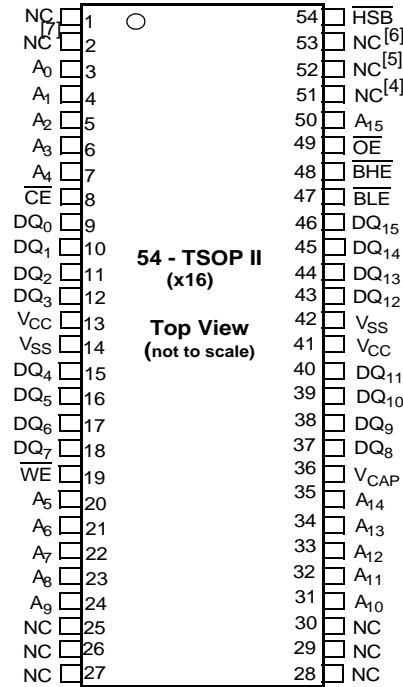 NC 1 54 H̅S̅B̅
NC[7] 2 53 NC[6]
A0 3 52 NC[5]
A1 4 51 NC[4]
A2 5 50 A15
A3 6 49 O̅E̅
A4 7 48 B̅H̅E̅
C̅E̅ 8 47 B̅L̅E̅
DQ0 9 46 DQ15
DQ1 10 45 DQ14
DQ2 11 44 DQ13
DQ3 12 43 DQ12
VCC 13 42 VSS
VSS 14 41 VCC
DQ4 15 40 DQ11
DQ5 16 39 DQ10
DQ6 17 38 DQ9
DQ7 18 37 DQ8
W̅E̅ 19 36 VCAP
A5 20 35 A14
A6 21 34 A13
A7 22 33 A12
A8 23 32 A11
A9 24 31 A10
NC 25 30 NC
NC 26 29 NC
NC 27 28 NC
54 - TSOP II
(x16)
Top View
(not to scale)